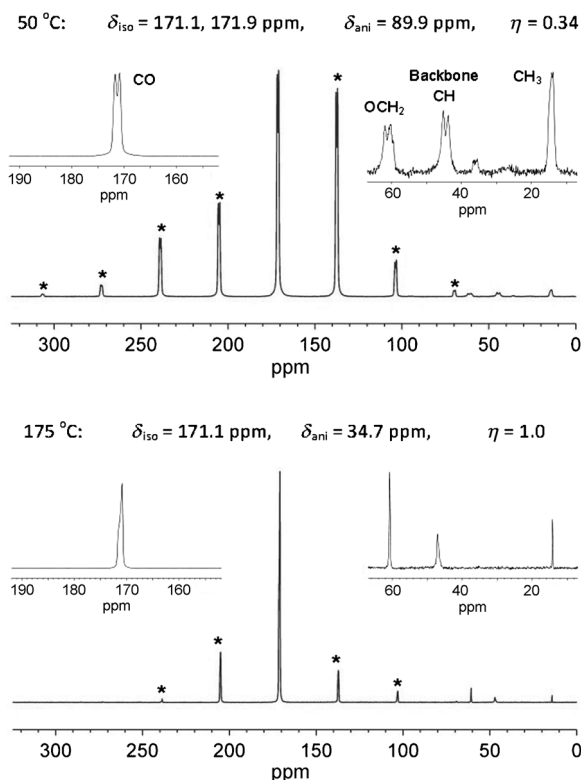 50 °C: δiso = 171.1, 171.9 ppm, δani = 89.9 ppm, η = 0.34
CO
190 170 160
ppm
OCH2
Backbone
CH
CH3
60 40 20
ppm
* * * * * * *
300 250 200 150 100 50 0
ppm
175 °C: δiso = 171.1 ppm, δani = 34.7 ppm, η = 1.0
190 170 160
ppm
60 40 20
ppm
* * * *
300 250 200 150 100 50 0
ppm